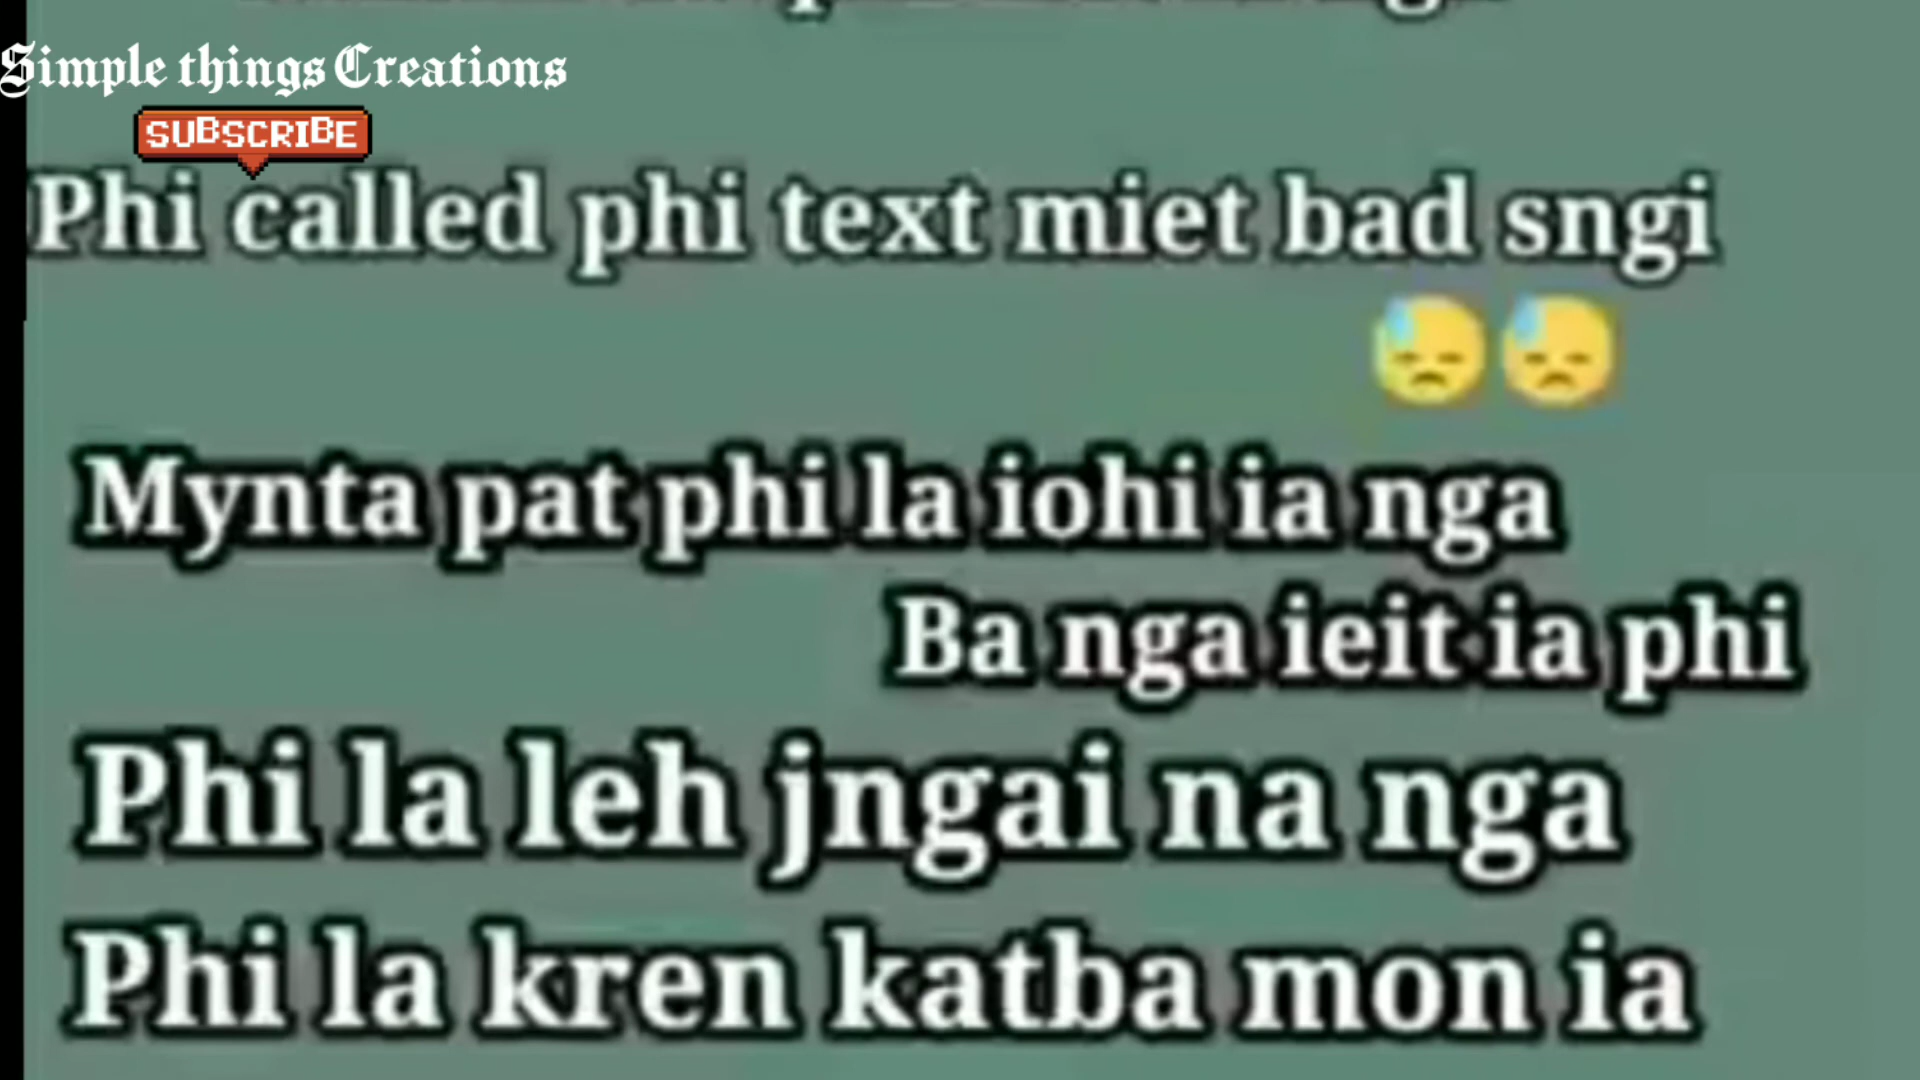 Simple things Creations
SUBSCRIBE
Phi called phi text miet bad sngi
😓😓
Mynta pat phi la iohi ia nga
Ba nga ieit ia phi
Phi la leh jngai na nga
Phi la kren katba mon ia